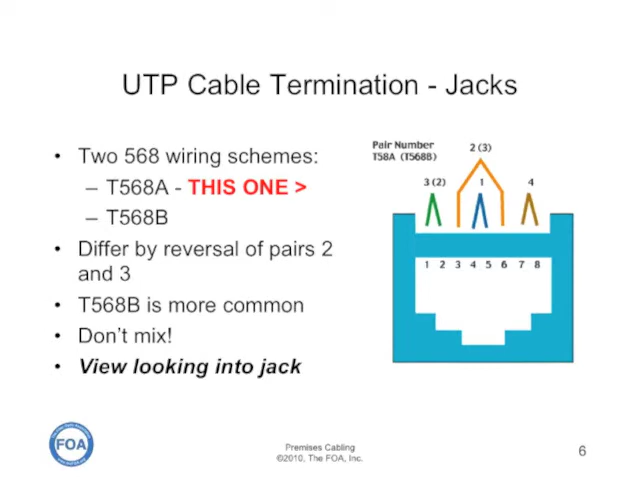 UTP Cable Termination - Jacks
• Two 568 wiring schemes:
– T568A - THIS ONE >
– T568B
• Differ by reversal of pairs 2
and 3
• T568B is more common
• Don't mix!
• View looking into jack
Pair Number
T58A (T568B)
2 (3)
3 (2) 1 4
1 2 3 4 5 6 7 8
FOA
Premises Cabling
©2010, The FOA, Inc.
6